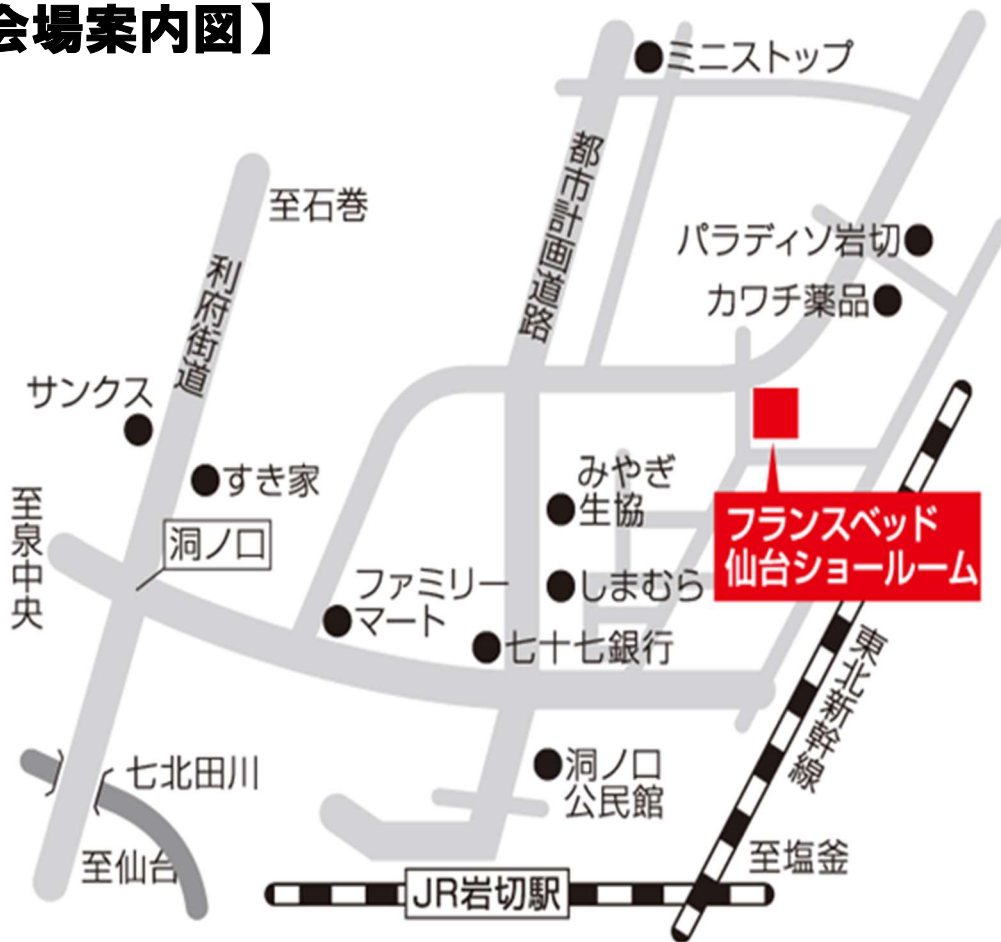 会場案内図】
ミニストップ
都市計画道路
至石巻
利府街道
パラディソ岩切
カワチ薬品
サンクス
すき家
みやぎ
生協
至泉中央
洞ノ口
フランスベッド
仙台ショールーム
ファミリー
マート
しまむら
七十七銀行
東北新幹線
七北田川
洞ノ口
公民館
至仙台
至塩釜
JR岩切駅